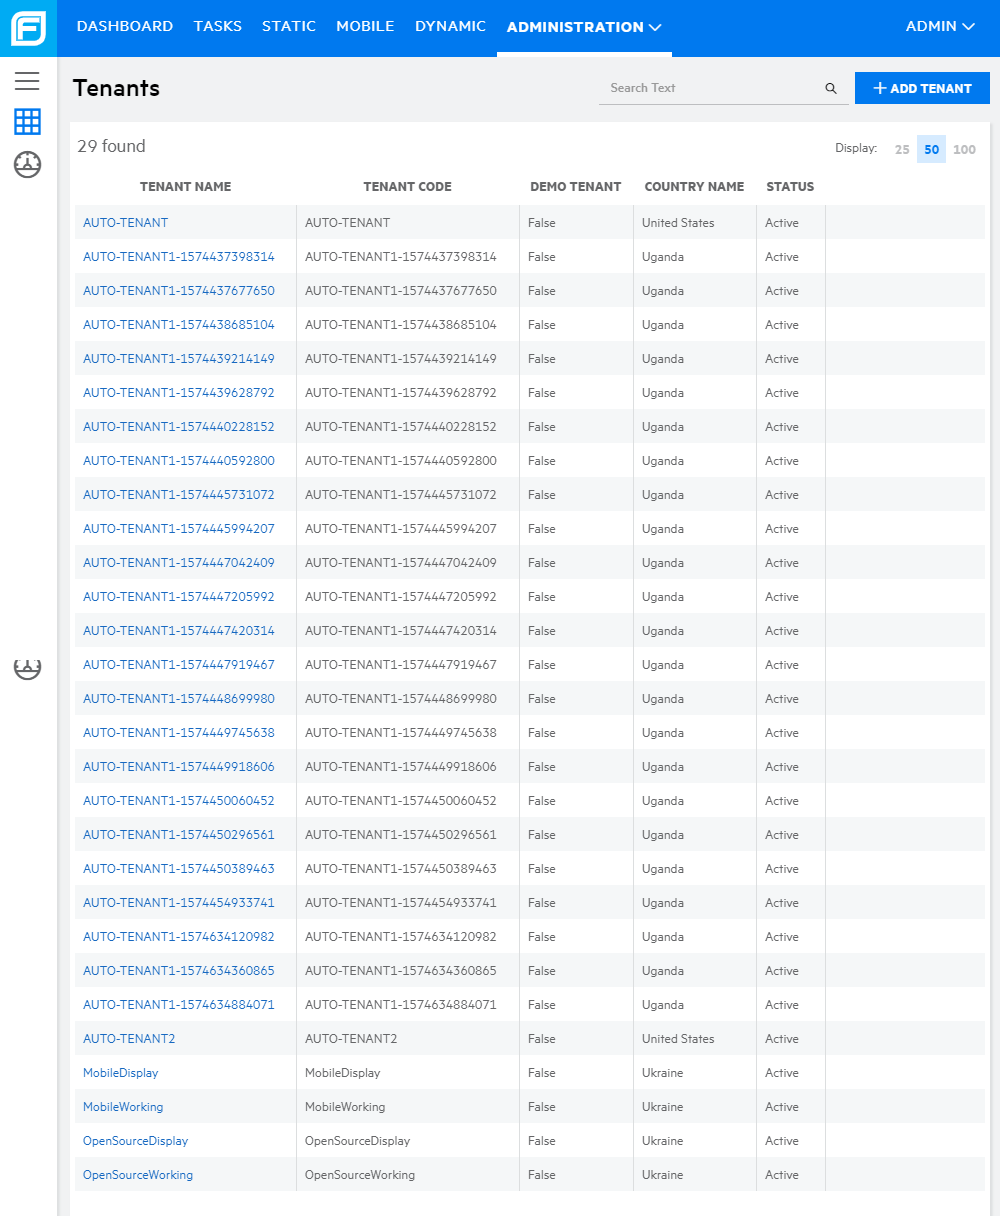 DASHBOARD TASKS STATIC MOBILE DYNAMIC ADMINISTRATION ADMIN
Tenants Search Text ADD TENANT
29 found Display: 25 50 100
TENANT NAME TENANT CODE DEMO TENANT COUNTRY NAME STATUS
AUTO-TENANT AUTO-TENANT False United States Active
AUTO-TENANT1-1574437398314 AUTO-TENANT1-1574437398314 False Uganda Active
AUTO-TENANT1-1574437677650 AUTO-TENANT1-1574437677650 False Uganda Active
AUTO-TENANT1-1574438685104 AUTO-TENANT1-1574438685104 False Uganda Active
AUTO-TENANT1-1574439214149 AUTO-TENANT1-1574439214149 False Uganda Active
AUTO-TENANT1-1574439628792 AUTO-TENANT1-1574439628792 False Uganda Active
AUTO-TENANT1-1574440228152 AUTO-TENANT1-1574440228152 False Uganda Active
AUTO-TENANT1-1574440592800 AUTO-TENANT1-1574440592800 False Uganda Active
AUTO-TENANT1-1574445731072 AUTO-TENANT1-1574445731072 False Uganda Active
AUTO-TENANT1-1574445994207 AUTO-TENANT1-1574445994207 False Uganda Active
AUTO-TENANT1-1574447042409 AUTO-TENANT1-1574447042409 False Uganda Active
AUTO-TENANT1-1574447205992 AUTO-TENANT1-1574447205992 False Uganda Active
AUTO-TENANT1-1574447420314 AUTO-TENANT1-1574447420314 False Uganda Active
AUTO-TENANT1-1574447919467 AUTO-TENANT1-1574447919467 False Uganda Active
AUTO-TENANT1-1574448699980 AUTO-TENANT1-1574448699980 False Uganda Active
AUTO-TENANT1-1574449745638 AUTO-TENANT1-1574449745638 False Uganda Active
AUTO-TENANT1-1574449918606 AUTO-TENANT1-1574449918606 False Uganda Active
AUTO-TENANT1-1574450060452 AUTO-TENANT1-1574450060452 False Uganda Active
AUTO-TENANT1-1574450296561 AUTO-TENANT1-1574450296561 False Uganda Active
AUTO-TENANT1-1574450389463 AUTO-TENANT1-1574450389463 False Uganda Active
AUTO-TENANT1-1574454933741 AUTO-TENANT1-1574454933741 False Uganda Active
AUTO-TENANT1-1574634120982 AUTO-TENANT1-1574634120982 False Uganda Active
AUTO-TENANT1-1574634360865 AUTO-TENANT1-1574634360865 False Uganda Active
AUTO-TENANT1-1574634884071 AUTO-TENANT1-1574634884071 False Uganda Active
AUTO-TENANT2 AUTO-TENANT2 False United States Active
MobileDisplay MobileDisplay False Ukraine Active
MobileWorking MobileWorking False Ukraine Active
OpenSourceDisplay OpenSourceDisplay False Ukraine Active
OpenSourceWorking OpenSourceWorking False Ukraine Active